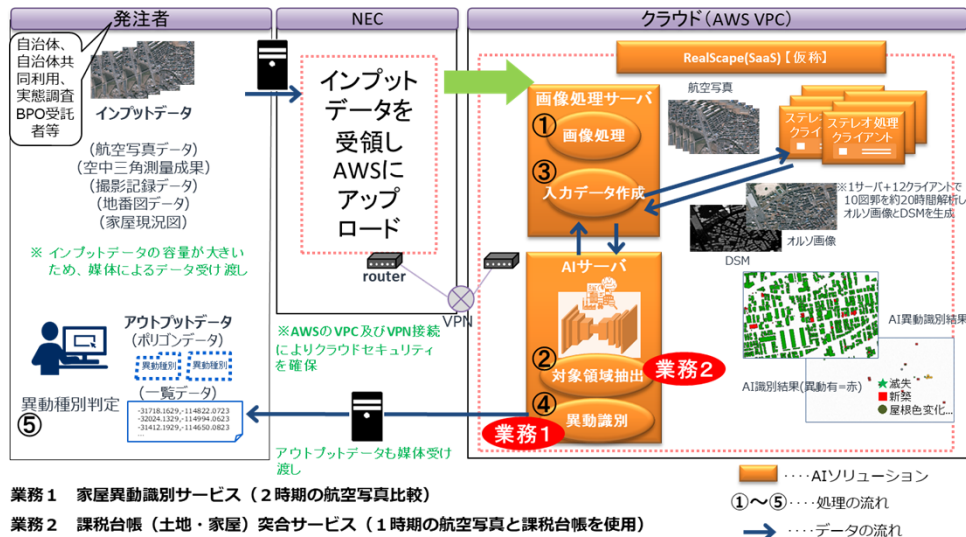 発注者
NEC
クラウド(AWS VPC)
自治体、
自治体共
同利用、
実態調査
BPO受託
者等
インプットデータ
(航空写真データ)
(空中三角測量成果)
(撮影記録データ)
(地番図データ)
(家屋現況図)
※ インプットデータの容量が大きい
ため、媒体によるデータ受け渡し
インプット
データを
受領し
AWSに
アップ
ロード
router
VPN
※AWSのVPC及びVPN接続
によりクラウドセキュリティ
を確保
RealScape(SaaS)【仮称】
画像処理サーバ
①
画像処理
③
入力データ作成
航空写真
ステレオ処理
クライアント
ステレオ処理
クライアント
※1サーバ+12クライアントで
10図郭を約20時間解析し
オルソ画像とDSMを生成
オルソ画像
DSM
AIサーバ
②
対象領域抽出
業務2
④
異動識別
業務1
AI異動識別結果
AI識別結果(異動有=赤)
滅失
新築
屋根色変化...
アウトプットデータ
(ポリゴンデータ)
異動種別
異動種別
(一覧データ)
異動種別判定
⑤
-31718.1629,-114822.0723
-32024.1329,-114994.0623
-31412.1929,-114650.0823
...
アウトプットデータも媒体受け
渡し
業務１ 家屋異動識別サービス（２時期の航空写真比較）
業務２ 課税台帳（土地・家屋）突合サービス（１時期の航空写真と課税台帳を使用）
‥‥AIソリューション
①～⑤‥‥処理の流れ
‥‥データの流れ